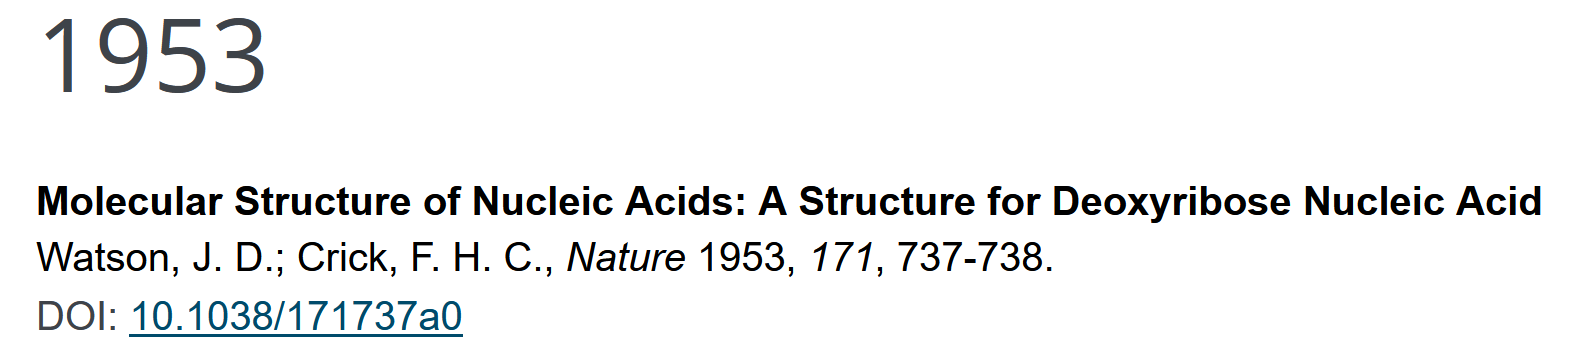 1953
Molecular Structure of Nucleic Acids: A Structure for Deoxyribose Nucleic Acid
Watson, J. D.; Crick, F. H. C., Nature 1953, 171, 737-738.
DOI: 10.1038/171737a0